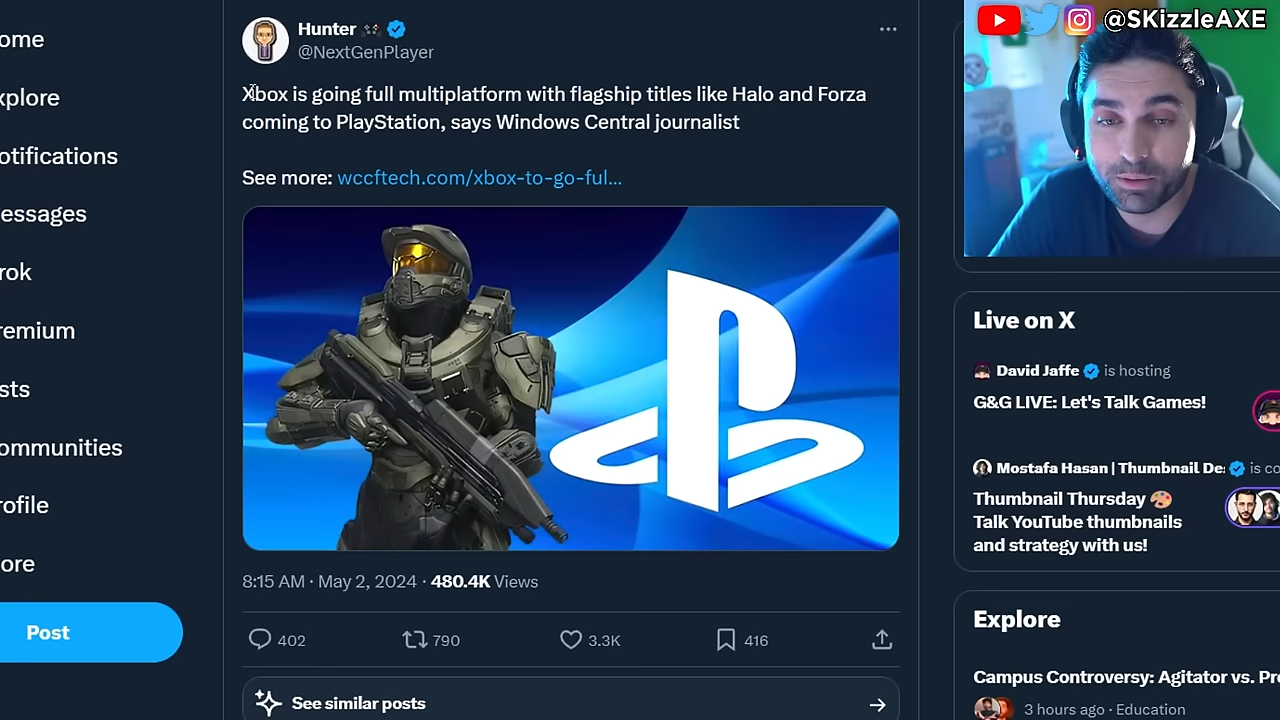 @SKizzleAXE
ome
xplore
otifications
essages
rok
remium
sts
ommunities
rofile
ore
Post
Hunter
@NextGenPlayer
Xbox is going full multiplatform with flagship titles like Halo and Forza
coming to PlayStation, says Windows Central journalist
See more: wccftech.com/xbox-to-go-ful...
8:15 AM · May 2, 2024 · 480.4K Views
402
790
3.3K
416
See similar posts
Live on X
David Jaffe is hosting
G&G LIVE: Let's Talk Games!
Mostafa Hasan | Thumbnail De: is co
Thumbnail Thursday
Talk YouTube thumbnails
and strategy with us!
Explore
Campus Controversy: Agitator vs. Pr
3 hours ago · Education